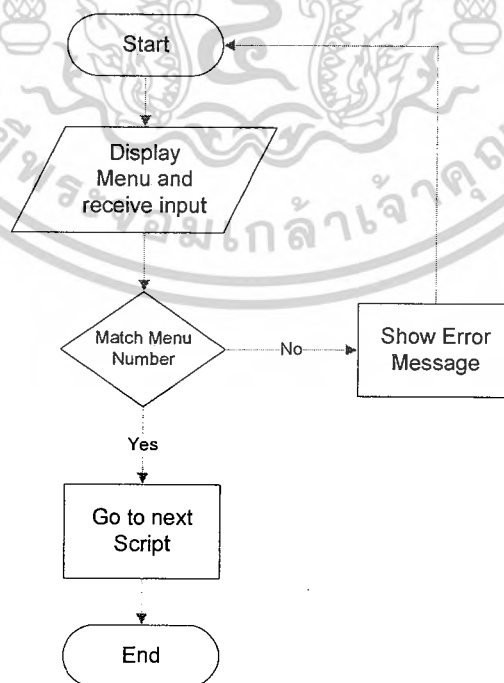 Start
Display
Menu and
receive input
Match Menu
Number
No
Show Error
Message
Yes
Go to next
Script
End